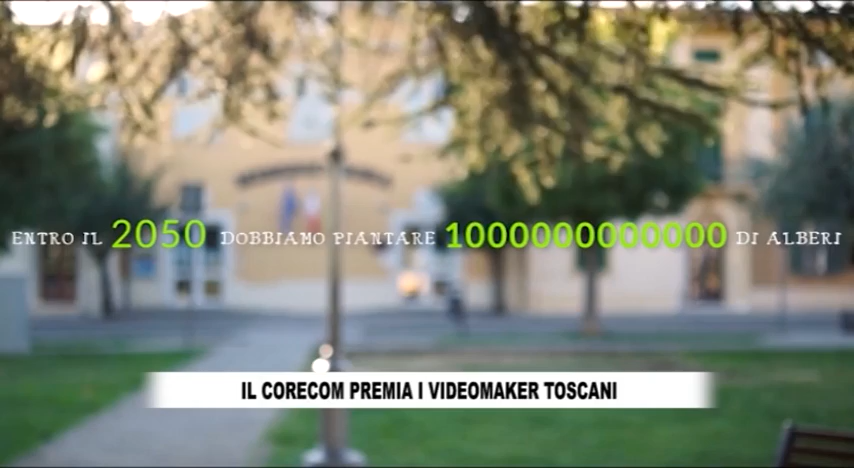 ENTRO IL 2050 DOBBIAMO PIANTARE 1000000000000 DI ALBERI
IL CORECOM PREMIA I VIDEOMAKER TOSCANI